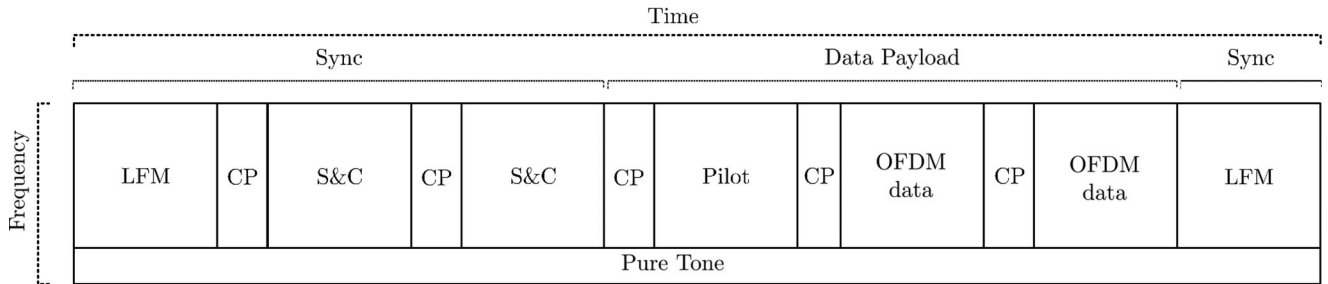 Time
Sync
Data Payload
Sync
Frequency
LFM
CP
S&C
CP
S&C
CP
Pilot
CP
OFDM
data
CP
OFDM
data
LFM
Pure Tone